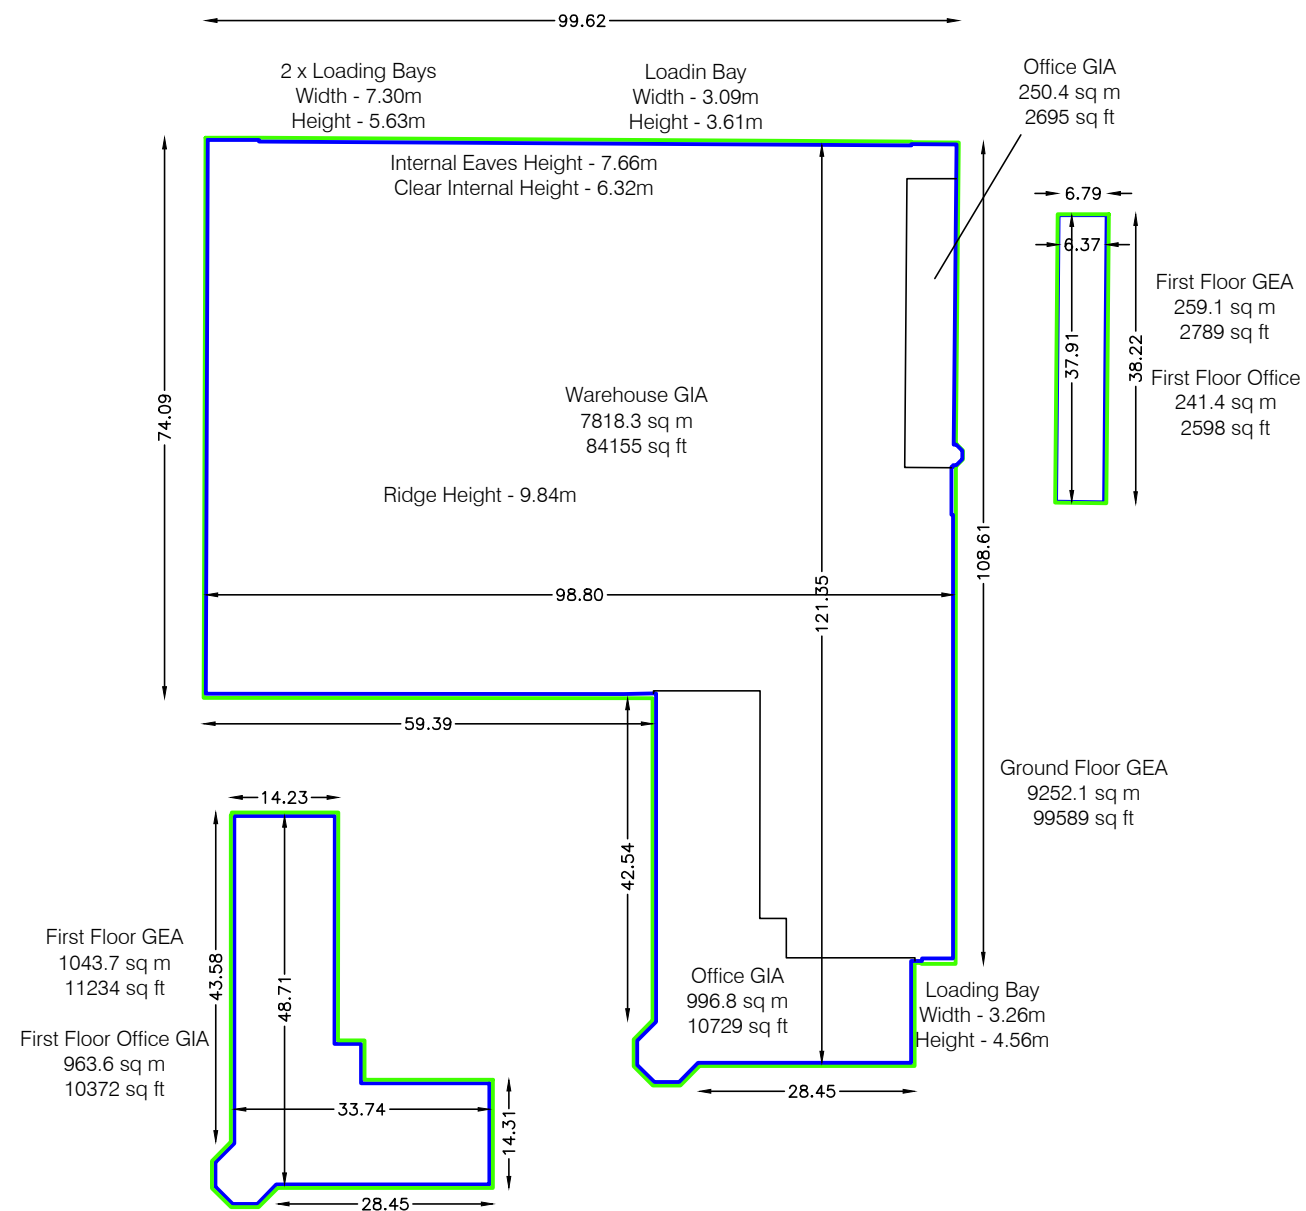 99.62
2 x Loading Bays
Width - 7.30m
Height - 5.63m
Loadin Bay
Width - 3.09m
Height - 3.61m
Office GIA
250.4 sq m
2695 sq ft
Internal Eaves Height - 7.66m
Clear Internal Height - 6.32m
6.79
6.37
37.91
38.22
First Floor GEA
259.1 sq m
2789 sq ft
First Floor Office
241.4 sq m
2598 sq ft
74.09
Warehouse GIA
7818.3 sq m
84155 sq ft
Ridge Height - 9.84m
108.61
98.80
121.35
59.39
Ground Floor GEA
9252.1 sq m
99589 sq ft
14.23
42.54
First Floor GEA
1043.7 sq m
11234 sq ft
43.58
48.71
Office GIA
996.8 sq m
10729 sq ft
Loading Bay
Width - 3.26m
Height - 4.56m
First Floor Office GIA
963.6 sq m
10372 sq ft
28.45
33.74
14.31
28.45